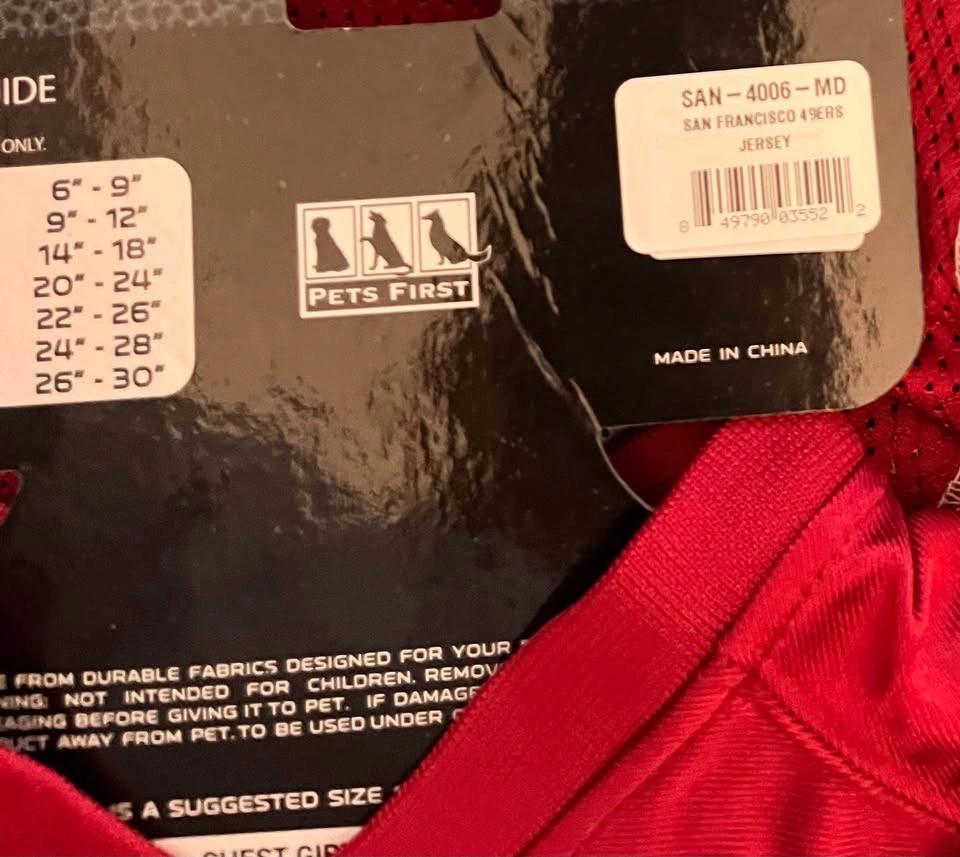 IDE
ONLY.
6" - 9"
9" - 12"
14" - 18"
20" - 24"
22" - 26"
24" - 28"
26" - 30"
PETS FIRST
SAN-4006-MD
SAN FRANCISCO 49ERS
JERSEY
8 49790 03552 2
MADE IN CHINA
FROM DURABLE FABRICS DESIGNED FOR YOUR
NOT INTENDED FOR CHILDREN. REMOV
AGING BEFORE GIVING IT TO PET. IF DAMAGE
UCT AWAY FROM PET. TO BE USED UNDER
A SUGGESTED SIZE